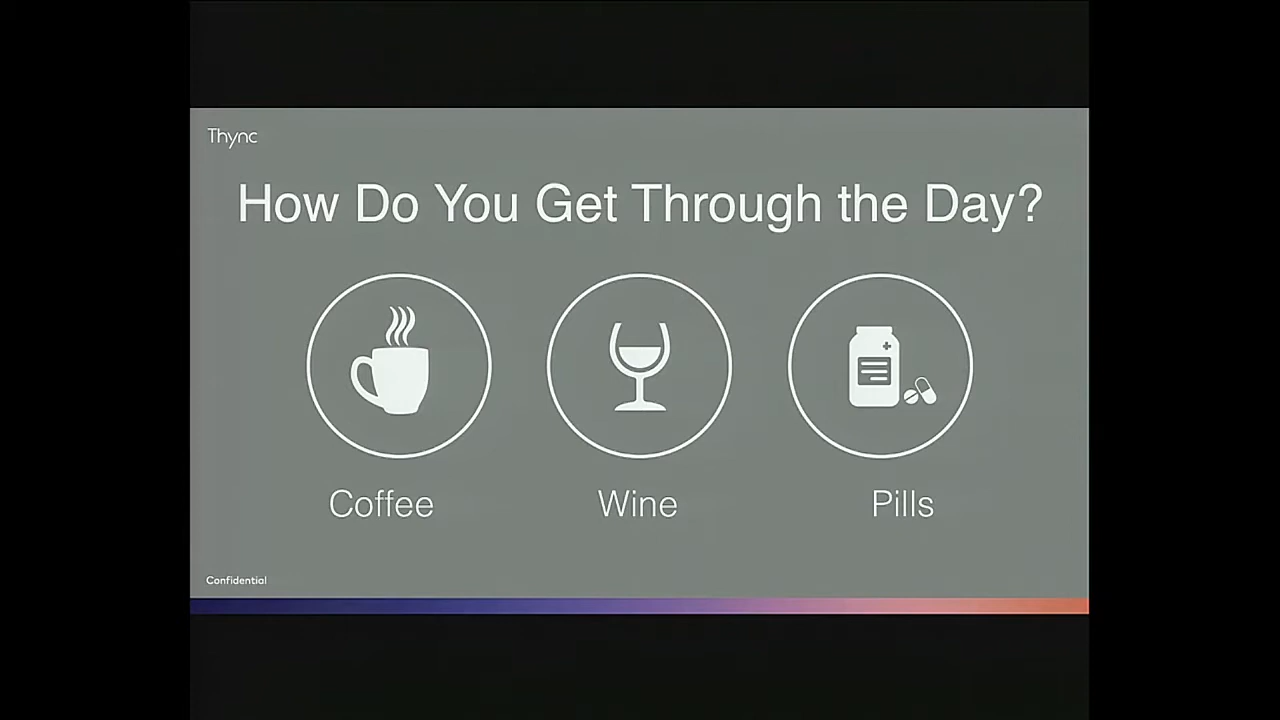 Thync
How Do You Get Through the Day?
Coffee Wine Pills
Confidential